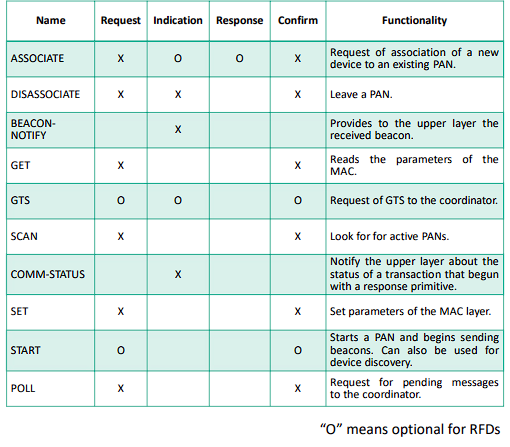 Name Request Indication Response Confirm Functionality
ASSOCIATE X O O X Request of association of a new
device to an existing PAN.
DISASSOCIATE X X X Leave a PAN.
BEACON-
NOTIFY X Provides to the upper layer the
received beacon.
GET X X Reads the parameters of the
MAC.
GTS O O O Request of GTS to the coordinator.
SCAN X X Look for for active PANs.
COMM-STATUS X Notify the upper layer about the
status of a transaction that begun
with a response primitive.
SET X X Set parameters of the MAC layer.
START O O Starts a PAN and begins sending
beacons. Can also be used for
device discovery.
POLL X X Request for pending messages
to the coordinator.
“O” means optional for RFDs